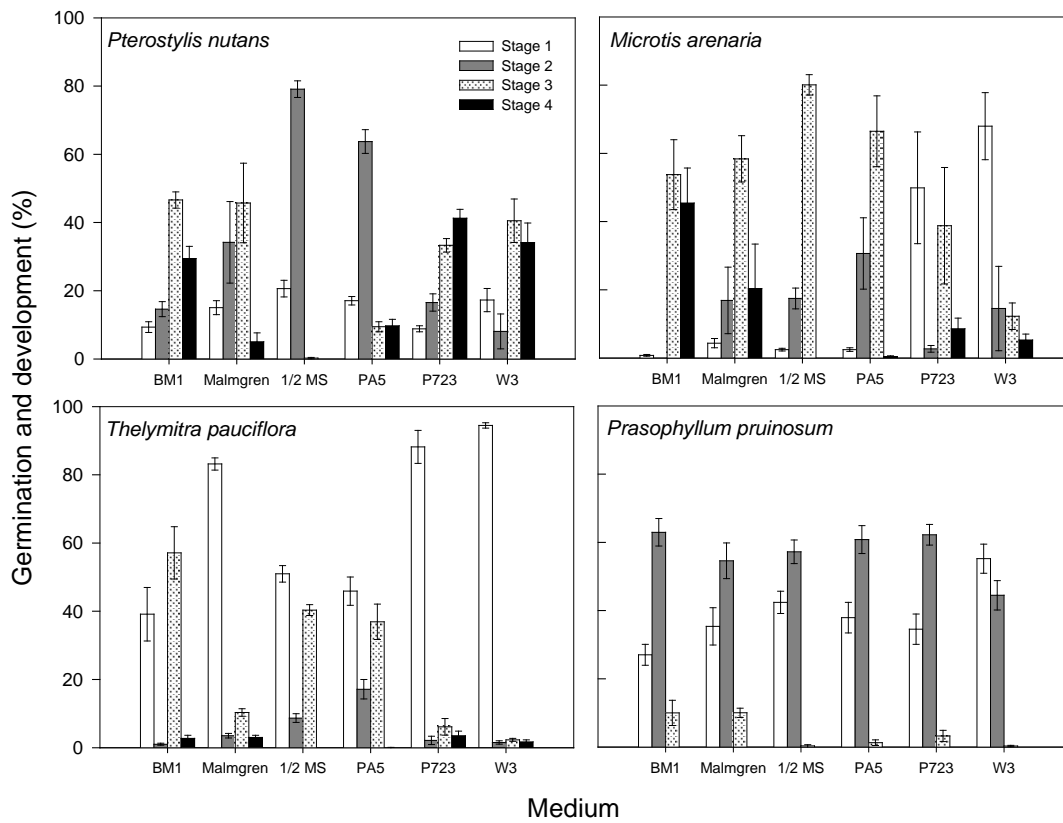 Germination and development (%)
100
80
60
40
20
0
Pterostylis nutans
Stage 1
Stage 2
Stage 3
Stage 4
BM1 Malmgren 1/2 MS PA5 P723 W3
Microtis arenaria
BM1 Malmgren 1/2 MS PA5 P723 W3
100
80
60
40
20
0
Thelymitra pauciflora
BM1 Malmgren 1/2 MS PA5 P723 W3
Prasophyllum pruinosum
BM1 Malmgren 1/2 MS PA5 P723 W3
Medium